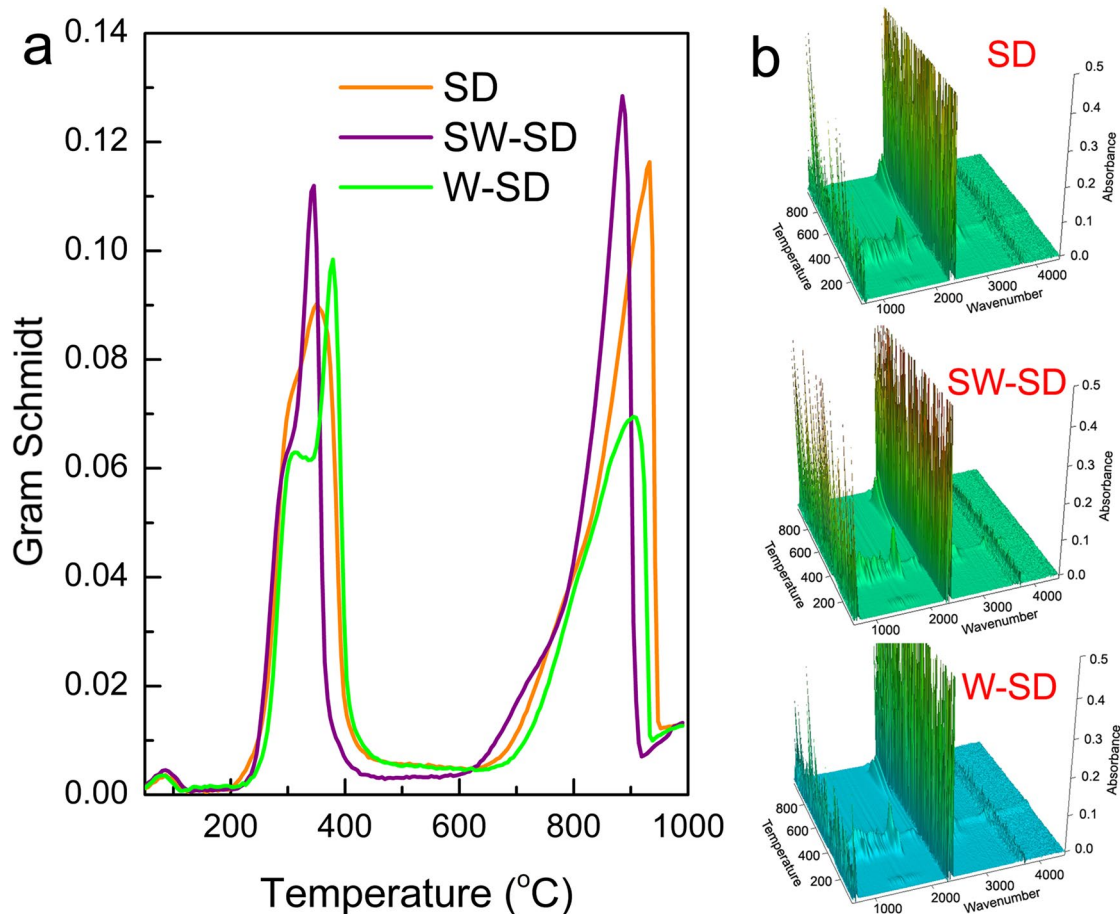 a
0.14
0.12
0.10
0.08
0.06
0.04
0.02
0.00
Gram Schmidt
SD
SW-SD
W-SD
200
400
600
800
1000
Temperature (°C)
b
SD
0.5
0.4
0.3
0.2
0.1
0.0
Absorbance
800
600
400
200
Temperature
1000
2000
3000
4000
Wavenumber
SW-SD
0.5
0.4
0.3
0.2
0.1
0.0
Absorbance
800
600
400
200
Temperature
1000
2000
3000
4000
Wavenumber
W-SD
0.5
0.4
0.3
0.2
0.1
0.0
Absorbance
800
600
400
200
Temperature
1000
2000
3000
4000
Wavenumber